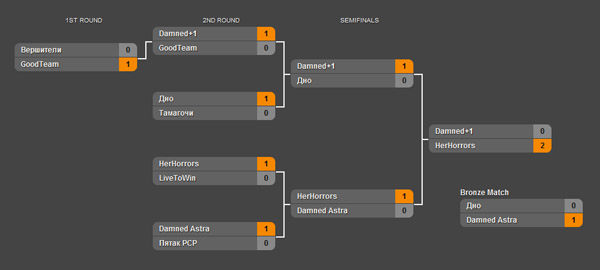 1ST ROUND 2ND ROUND SEMIFINALS
Вершители 0
GoodTeam 1
Damned+1 1
GoodTeam 0
Дно 1
Тамагочи 0
HerHorrors 1
LiveToWin 0
Damned Astra 1
Пятак PCP 0
Damned+1 1
Дно 0
HerHorrors 1
Damned Astra 0
Damned+1 0
HerHorrors 2
Bronze Match
Дно 0
Damned Astra 1